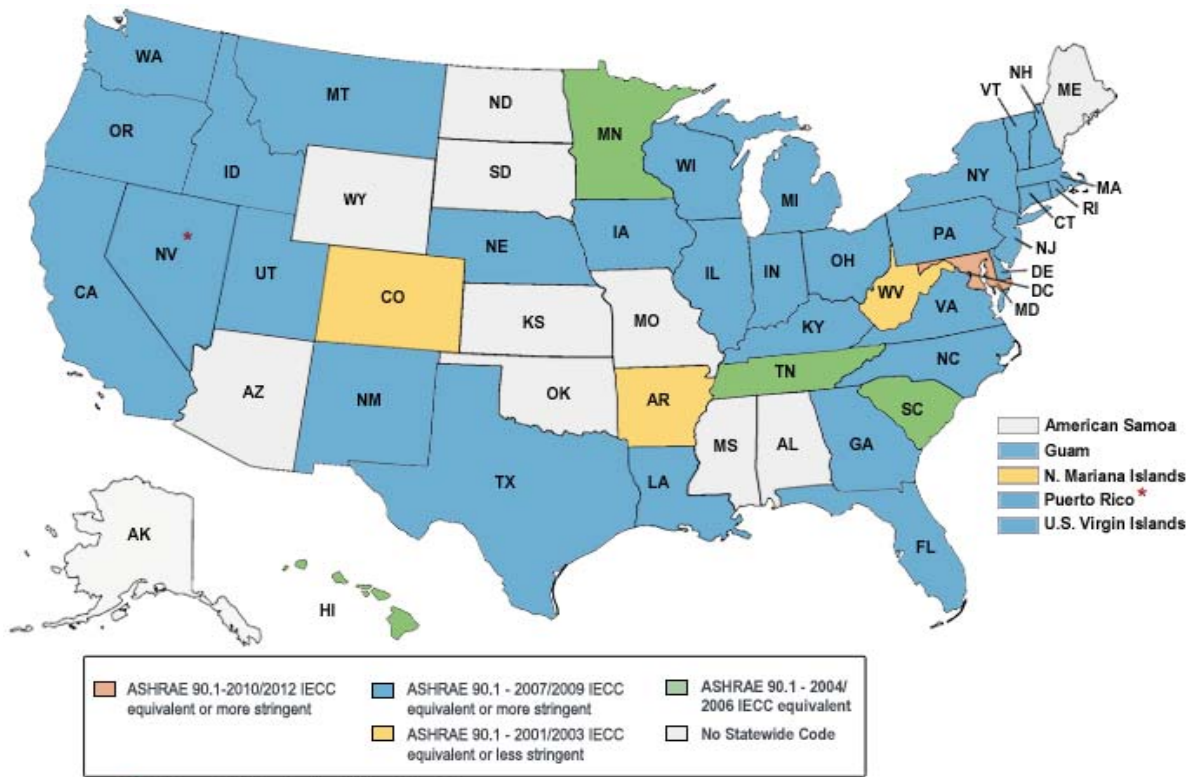 WA
MT
ND
MN
OR
ID
WY
SD
WI
MI
NY
VT
NH
ME
MA
RI
CT
NV *
UT
CA
CO
NE
IA
IL
IN
OH
PA
NJ
DE
DC
MD
WV
VA
KS
MO
KY
NC
TN
SC
AZ
NM
OK
AR
MS
AL
GA
TX
LA
FL
AK
HI
American Samoa
Guam
N. Mariana Islands
Puerto Rico *
U.S. Virgin Islands
ASHRAE 90.1-2010/2012 IECC
equivalent or more stringent
ASHRAE 90.1 - 2007/2009 IECC
equivalent or more stringent
ASHRAE 90.1 - 2001/2003 IECC
equivalent or less stringent
ASHRAE 90.1 - 2004/
2006 IECC equivalent
No Statewide Code